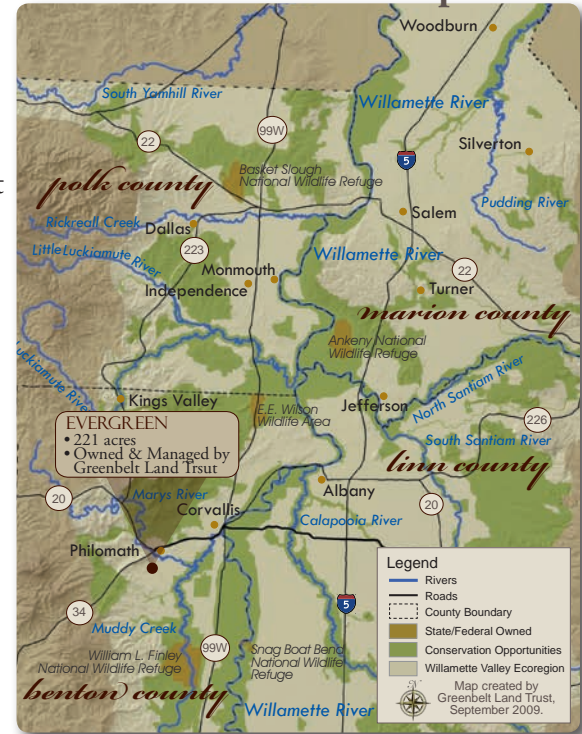 Woodburn
South Yamhill River
Willamette River
99W
22
5
Silverton
Basket Slough
National Wildlife Refuge
polk county
Pudding River
Rickreall Creek
Dallas
Salem
223
Little Luckiamute River
Willamette River
22
Monmouth
Independence
Turner
marion county
Ankeny National
Wildlife Refuge
Luckiamute River
Kings Valley
E.E. Wilson
Wildlife Area
Jefferson
North Santiam River
226
EVERGREEN
• 221 acres
• Owned & Managed by
Greenbelt Land Trsut
South Santiam River
linn county
20
Marys River
Albany
20
Corvallis
Calapooia River
Philomath
Legend
Rivers
Roads
County Boundary
State/Federal Owned
Conservation Opportunities
Willamette Valley Ecoregion
Map created by
Greenbelt Land Trust,
September 2009.
N
5
34
Muddy Creek
99W
William L. Finley
National Wildlife Refuge
Snag Boat Bend
National Wildlife
Refuge
benton county
Willamette River